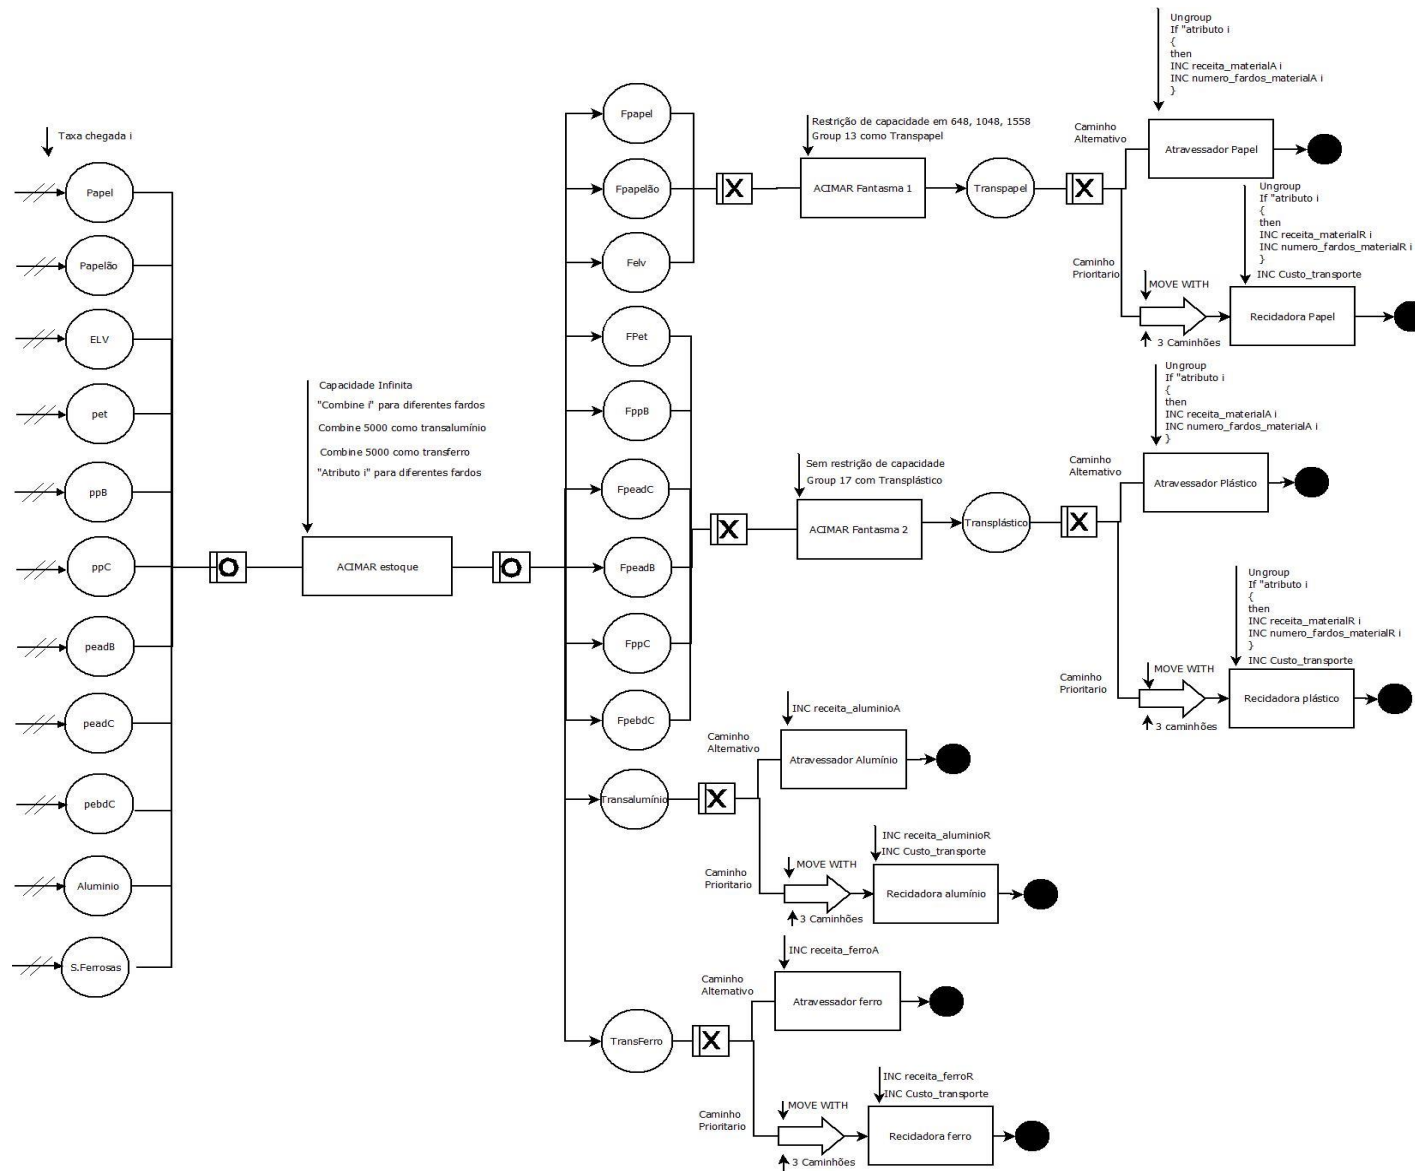 Taxa chegada i
Papel
Papelão
ELV
pet
ppB
ppC
peadB
peadC
pebdC
Aluminio
S.Ferrosas
Capacidade Infinita
"Combine i" para diferentes fardos
Combine 5000 como transalumínio
Combine 5000 como transferro
"Atributo i" para diferentes fardos
ACIMAR estoque
Fpapel
Fpapelão
Felv
FPet
FppB
FpeadC
FpeadB
FppC
FpebdC
Transalumínio
TransFerro
Restrição de capacidade em 648, 1048, 1558
Group 13 como Transpapel
ACIMAR Fantasma 1
Transpapel
Caminho
Alternativo
Ungroup
If "atributo i
{
then
INC receita_materialA i
INC numero_fardos_materialA i
}
Atravessador Papel
Caminho
Prioritario
MOVE WITH
3 Caminhões
Ungroup
If "atributo i
{
then
INC receita_materialR i
INC numero_fardos_materialR i
}
INC Custo_transporte
Recidadora Papel
Sem restrição de capacidade
Group 17 com Transplástico
ACIMAR Fantasma 2
Transplástico
Caminho
Alternativo
Ungroup
If "atributo i
{
then
INC receita_materialA i
INC numero_fardos_materialA i
}
Atravessador Plástico
Caminho
Prioritario
MOVE WITH
3 caminhões
Ungroup
If "atributo i
{
then
INC receita_materialR i
INC numero_fardos_materialR i
}
INC Custo_transporte
Recidadora plástico
Caminho
Alternativo
INC receita_aluminioA
Atravessador Alumínio
Caminho
Prioritario
MOVE WITH
3 Caminhões
INC receita_aluminioR
INC Custo_transporte
Recidadora alumínio
Caminho
Alternativo
INC receita_ferroA
Atravessador ferro
Caminho
Prioritario
MOVE WITH
3 Caminhões
INC receita_ferroR
INC Custo_transporte
Recidadora ferro